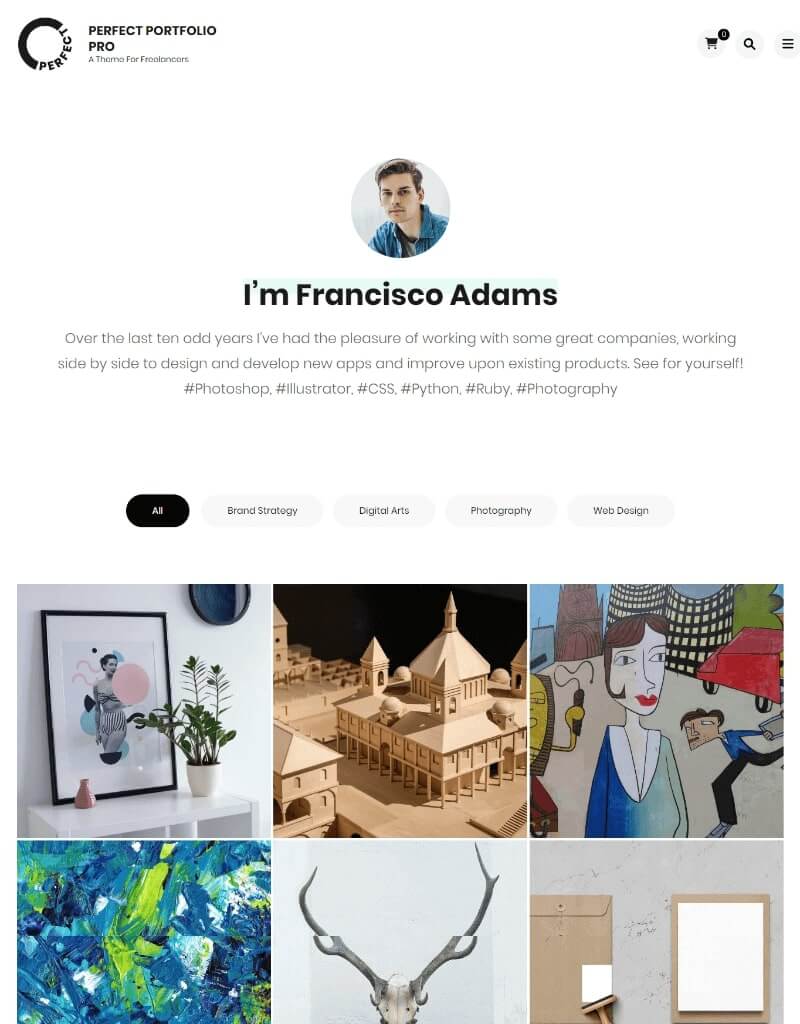 PERFECT
PERFECT PORTFOLIO
PRO
A Theme For Freelancers
0
I'm Francisco Adams
Over the last ten odd years I've had the pleasure of working with some great companies, working
side by side to design and develop new apps and improve upon existing products. See for yourself!
#Photoshop, #Illustrator, #CSS, #Python, #Ruby, #Photography
All
Brand Strategy
Digital Arts
Photography
Web Design